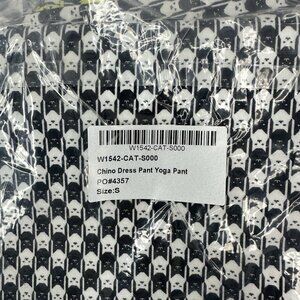 W1542-CAT-S000
W1542-CAT-S000
Chino Dress Pant Yoga Pant
PO#4357
Size:S